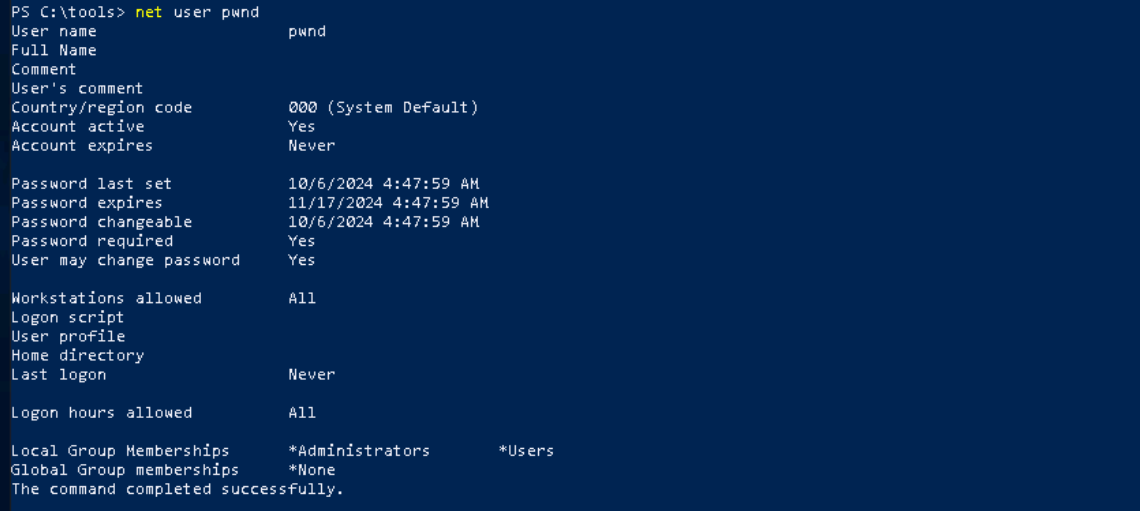 PS C:\tools> net user pwnd
User name                    pwnd
Full Name
Comment
User's comment
Country/region code          000 (System Default)
Account active               Yes
Account expires              Never
Password last set            10/6/2024 4:47:59 AM
Password expires             11/17/2024 4:47:59 AM
Password changeable          10/6/2024 4:47:59 AM
Password required            Yes
User may change password     Yes
Workstations allowed         All
Logon script
User profile
Home directory
Last logon                   Never
Logon hours allowed          All
Local Group Memberships      *Administrators       *Users
Global Group memberships     *None
The command completed successfully.